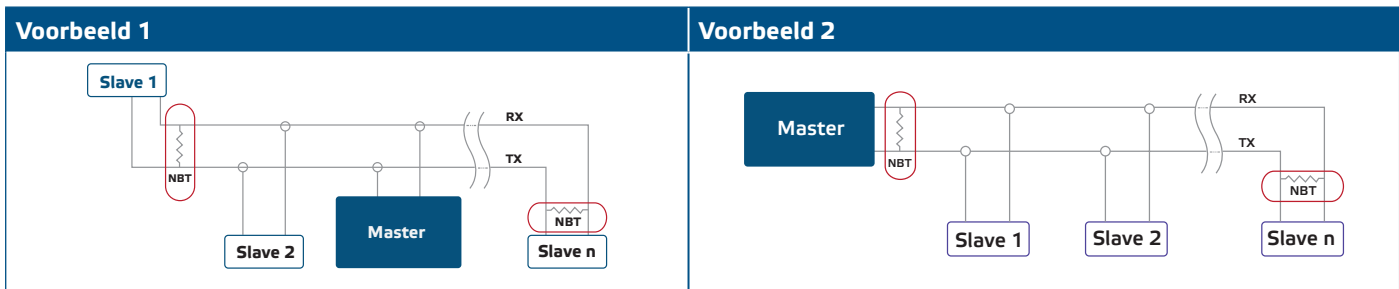 Voorbeeld 1
Slave 1
RX
TX
NBT
NBT
Master
Slave 2
Slave n
Voorbeeld 2
Master
RX
TX
NBT
NBT
Slave 1
Slave 2
Slave n